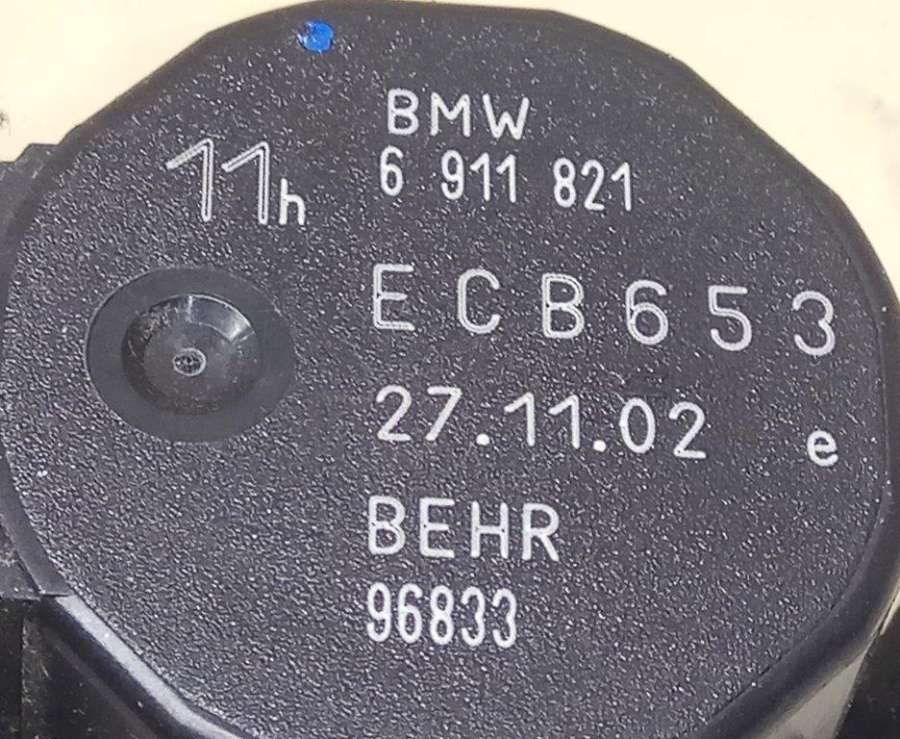 BMW
11h
6 911 821
ECB653
27.11.02 e
BEHR
96833